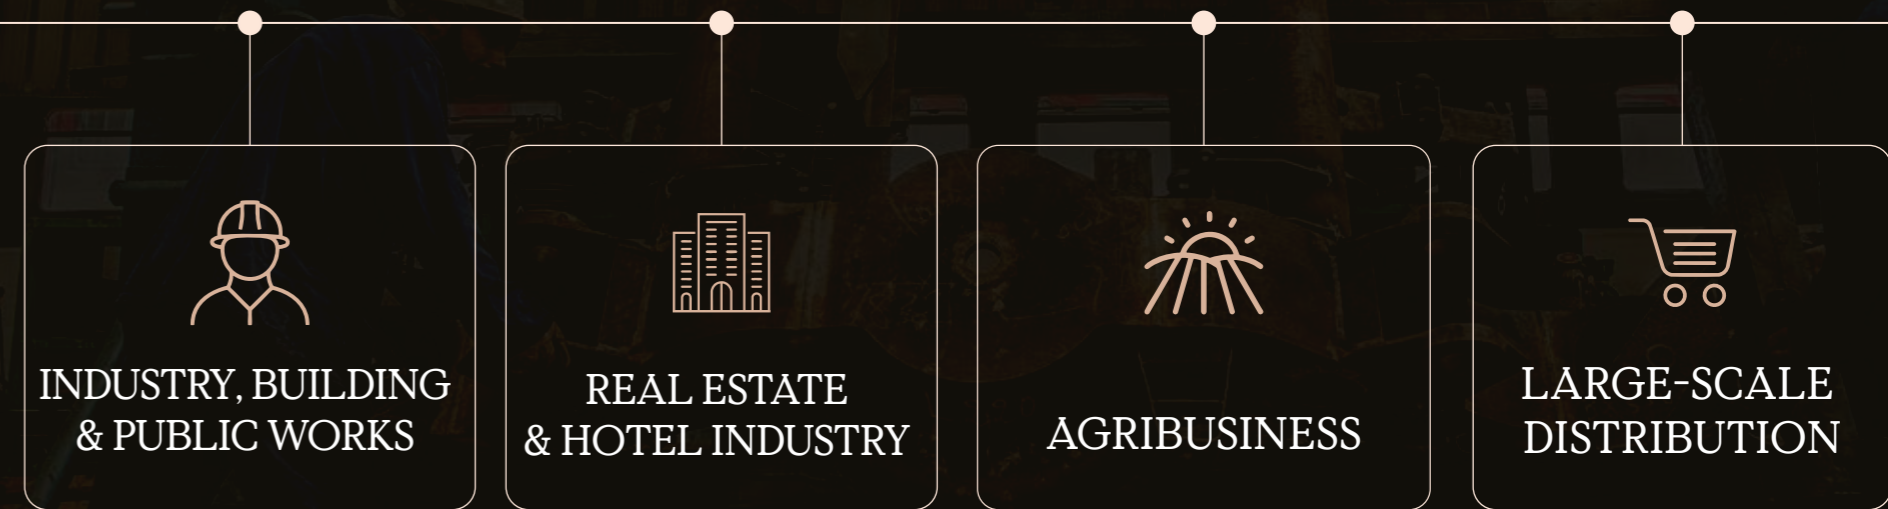 INDUSTRY, BUILDING
& PUBLIC WORKS
REAL ESTATE
& HOTEL INDUSTRY
AGRIBUSINESS
LARGE-SCALE
DISTRIBUTION